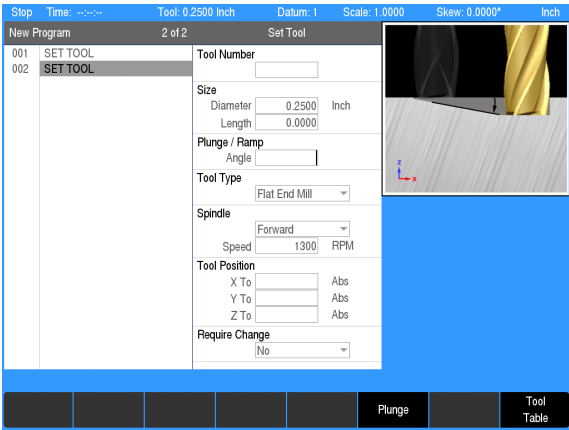 Stop Time: --:--:-- Tool: 0.2500 Inch Datum: 1 Scale: 1.0000 Skew: 0.0000° Inch
New Program 2 of 2 Set Tool
001 SET TOOL
002 SET TOOL
Tool Number
Size
Diameter 0.2500 Inch
Length 0.0000
Plunge / Ramp
Angle
Tool Type
Flat End Mill
Spindle
Forward
Speed 1300 RPM
Tool Position
X To Abs
Y To Abs
Z To Abs
Require Change
No
z
x
Plunge
Tool
Table